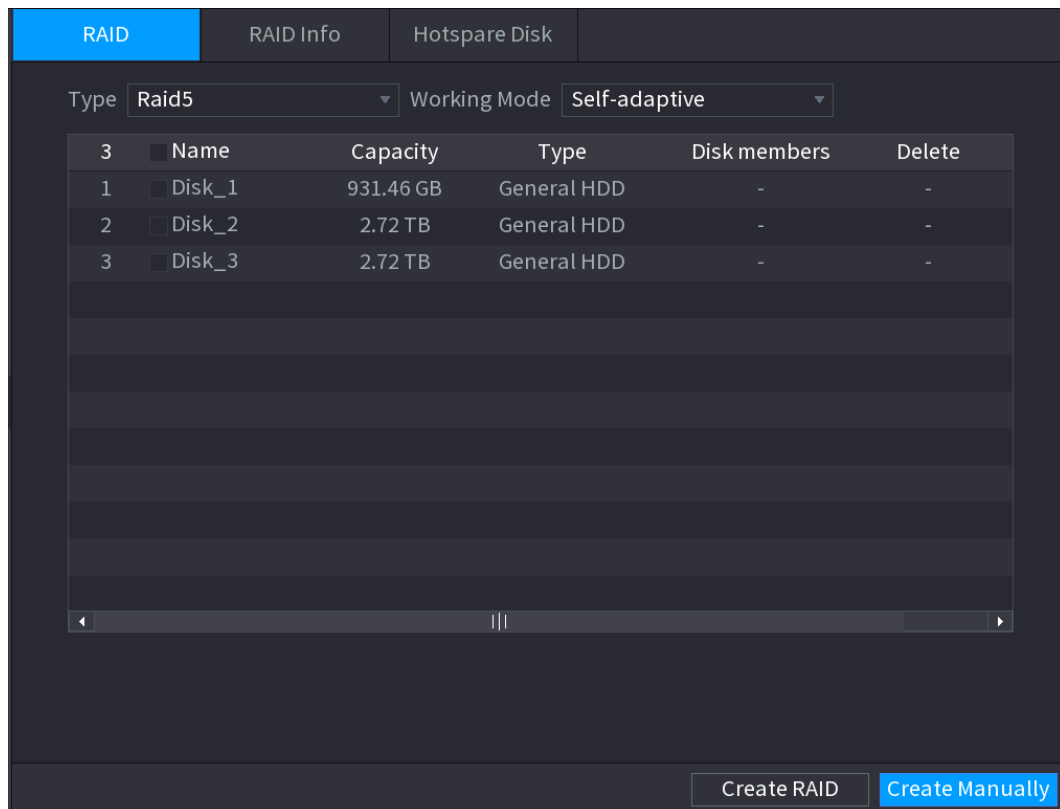 RAID RAID Info Hotspare Disk
Type Raid5 Working Mode Self-adaptive
3 Name Capacity Type Disk members Delete
1 Disk_1 931.46 GB General HDD - -
2 Disk_2 2.72 TB General HDD - -
3 Disk_3 2.72 TB General HDD - -
Create RAID Create Manually